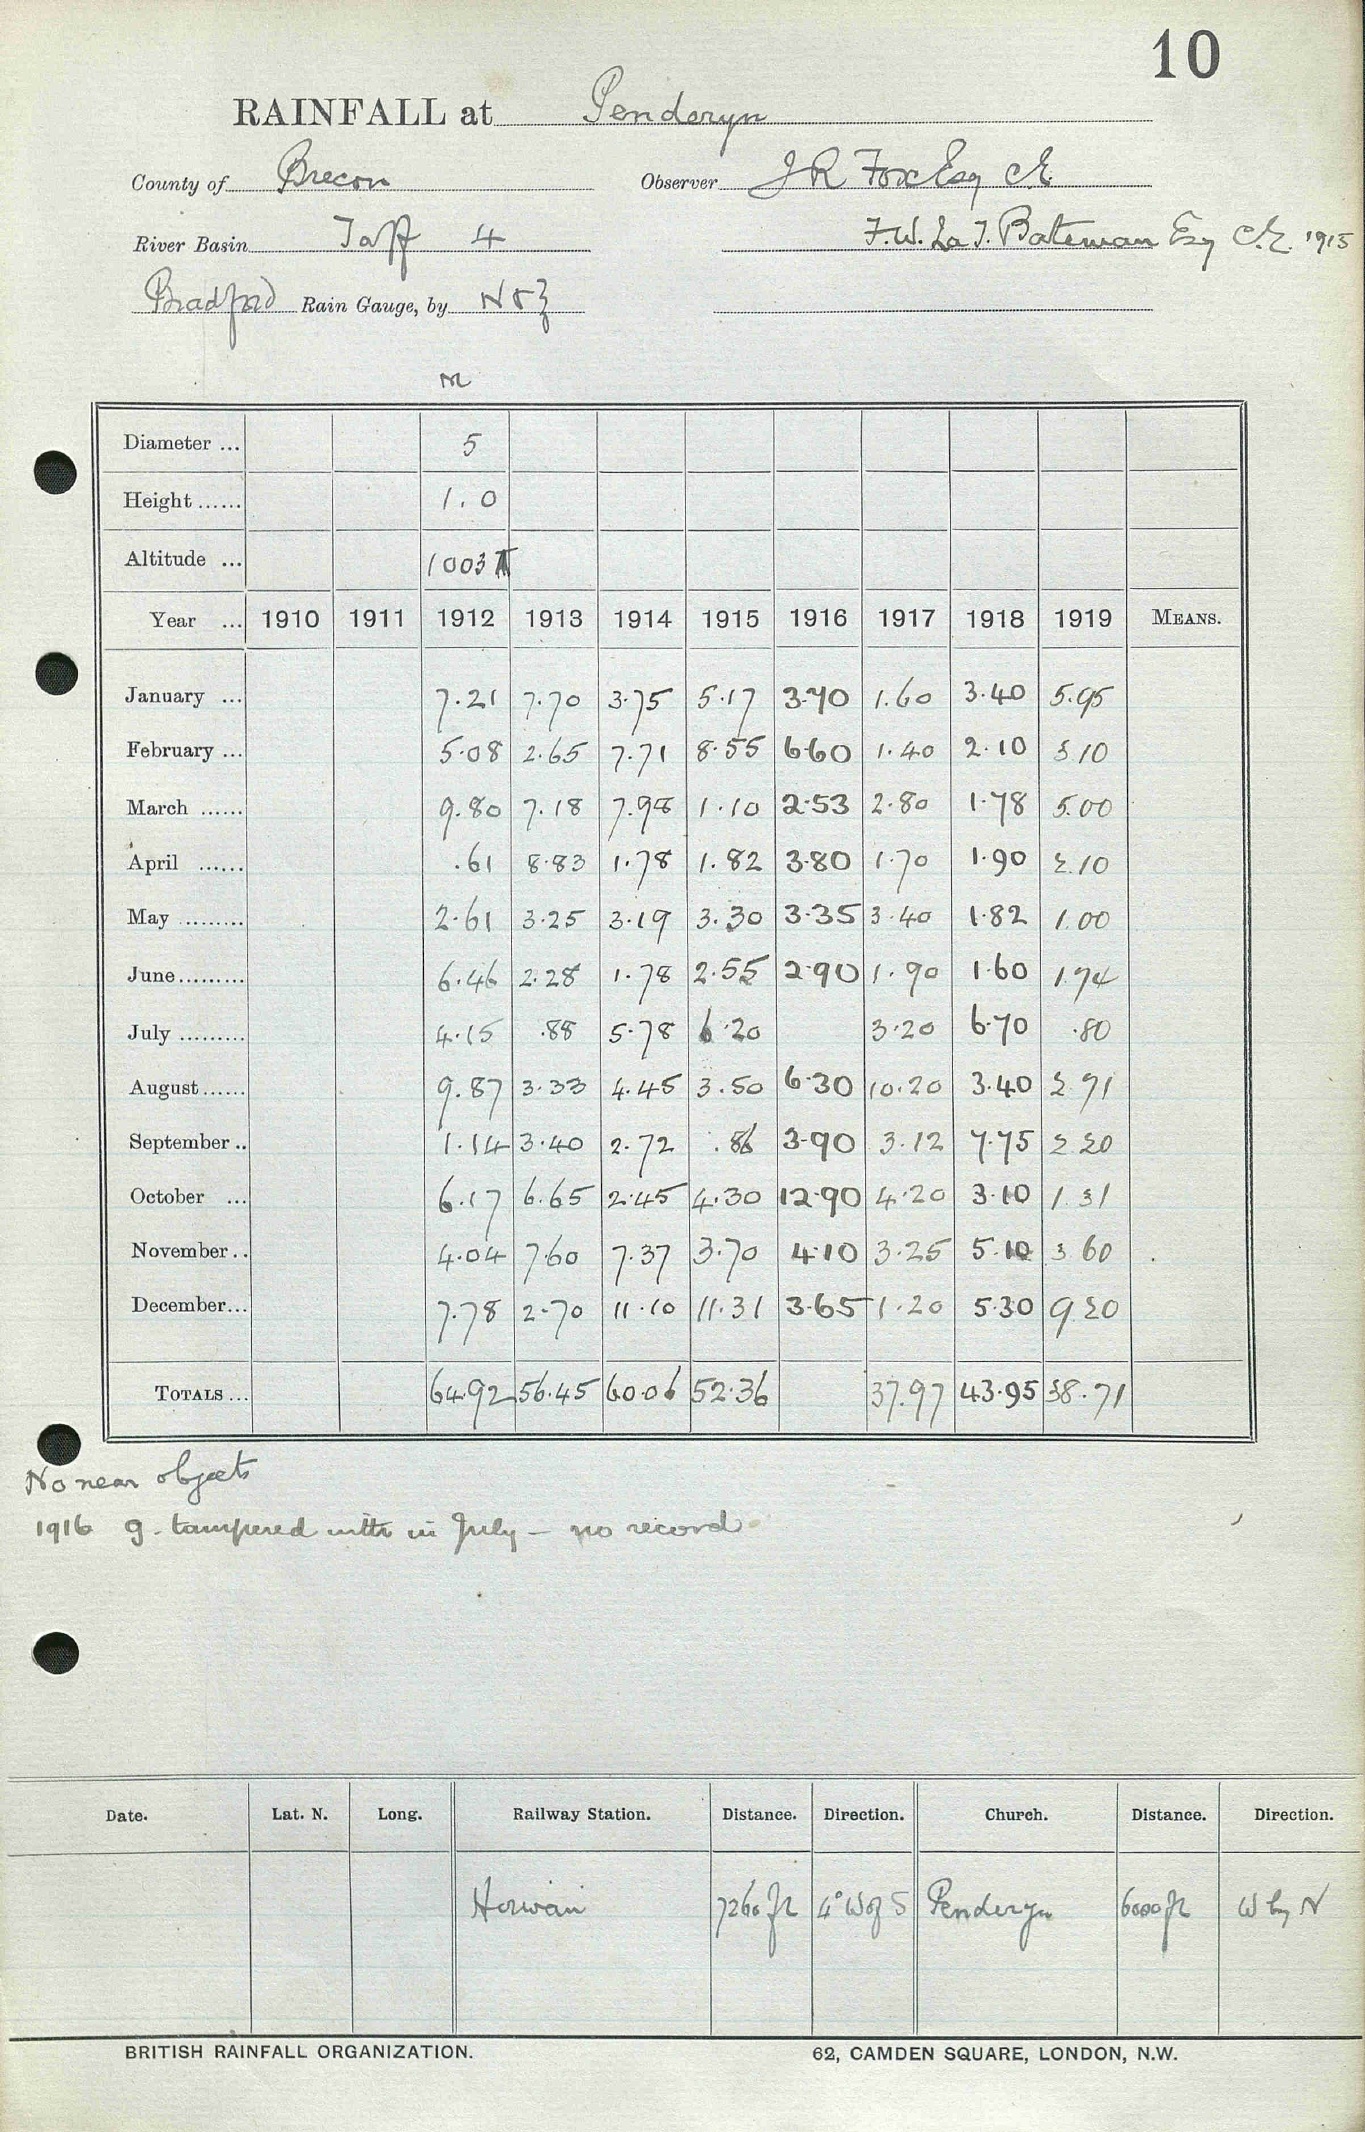 10
RAINFALL at Penderyn
County of Brecon Observer J R Fox Esq C.E.
River Basin Taff 4 F.W. La T. Bateman Esq C.E. 1915
Bradford Rain Gauge, by N & Z
m
Diameter ... 5
Height ...... 1.0
Altitude ... 1003
Year ... 1910 1911 1912 1913 1914 1915 1916 1917 1918 1919 MEANS.
January ... 7.21 7.70 3.75 5.17 3.70 1.60 3.40 5.95
February ... 5.08 2.65 7.71 8.55 6.60 1.40 2.10 3.10
March ...... 9.80 7.18 7.98 1.10 2.53 2.80 1.78 5.00
April ...... .61 8.83 1.78 1.82 3.80 1.70 1.90 2.10
May ......... 2.61 3.25 3.19 3.30 3.35 3.40 1.82 1.00
June ......... 6.46 2.28 1.78 2.55 2.90 1.90 1.60 1.74
July ......... 4.15 .88 5.78 6.20 3.20 6.70 .80
August ...... 9.87 3.33 4.45 3.50 6.30 10.20 3.40 2.71
September .. 1.14 3.40 2.72 .86 3.90 3.12 7.75 2.20
October ... 6.17 6.65 2.45 4.30 12.90 4.20 3.10 1.31
November .. 4.04 7.60 7.37 3.70 4.10 3.25 5.10 3.60
December ... 7.78 2.70 11.10 11.31 3.65 1.20 5.30 9.20
TOTALS ... 64.92 56.45 60.06 52.36 37.97 43.95 38.71
No near objects
1916 g. tampered with in July - no record
Date. Lat. N. Long. Railway Station. Distance. Direction. Church. Distance. Direction.
Hirwain 7260 ft 4° W of S Penderyn 6000 ft W by N
BRITISH RAINFALL ORGANIZATION. 62, CAMDEN SQUARE, LONDON, N.W.